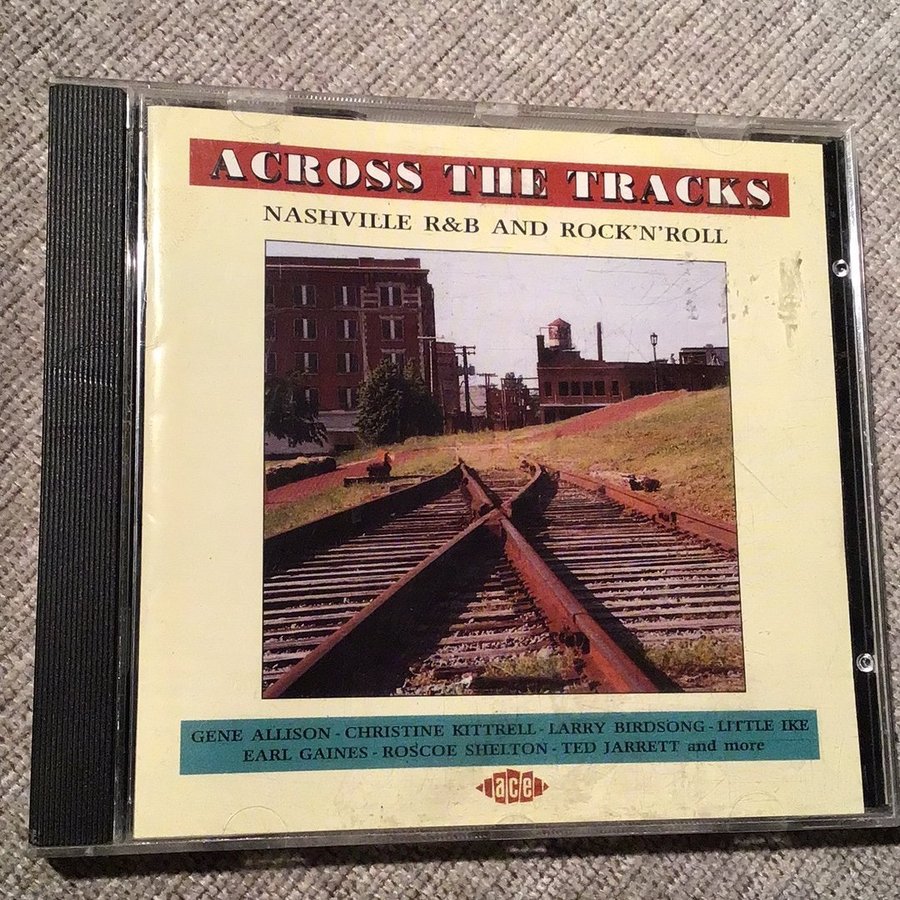 ACROSS THE TRACKS
NASHVILLE R&B AND ROCK'N'ROLL
GENE ALLISON - CHRISTINE KITTRELL - LARRY BIRDSONG - LITTLE IKE
EARL GAINES - ROSCOE SHELTON - TED JARRETT and more
ace